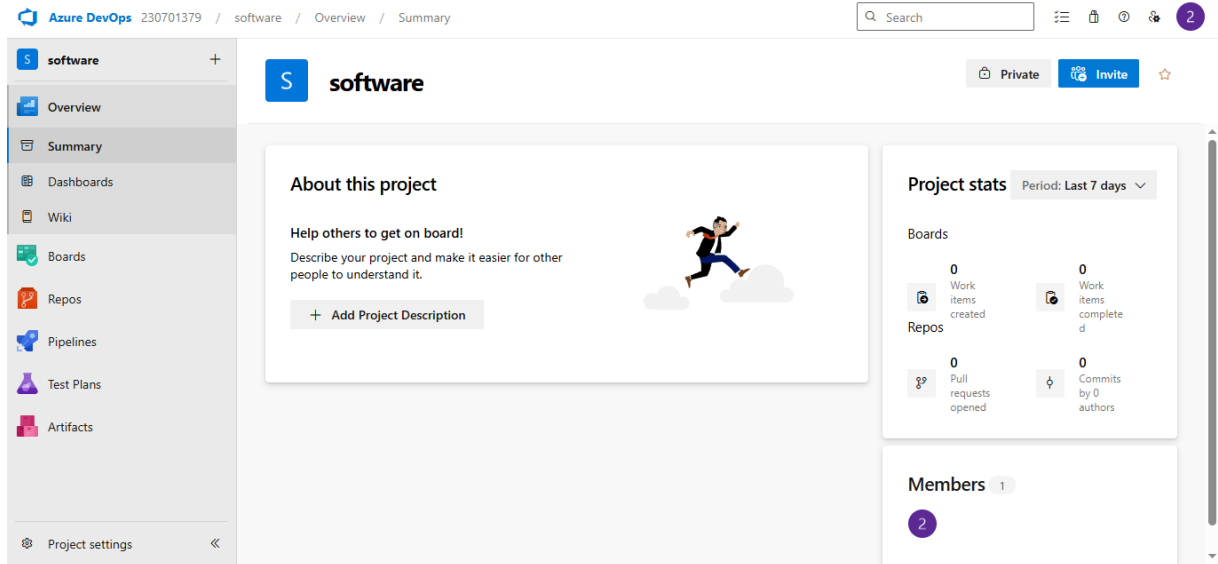 Azure DevOps 230701379 / software / Overview / Summary
Search
2
S software +
Overview
Summary
Dashboards
Wiki
Boards
Repos
Pipelines
Test Plans
Artifacts
Project settings
S software
Private
Invite
About this project
Help others to get on board!
Describe your project and make it easier for other
people to understand it.
+ Add Project Description
Project stats
Period: Last 7 days
Boards
0
Work
items
created
0
Work
items
complete
d
Repos
0
Pull
requests
opened
0
Commits
by 0
authors
Members 1
2